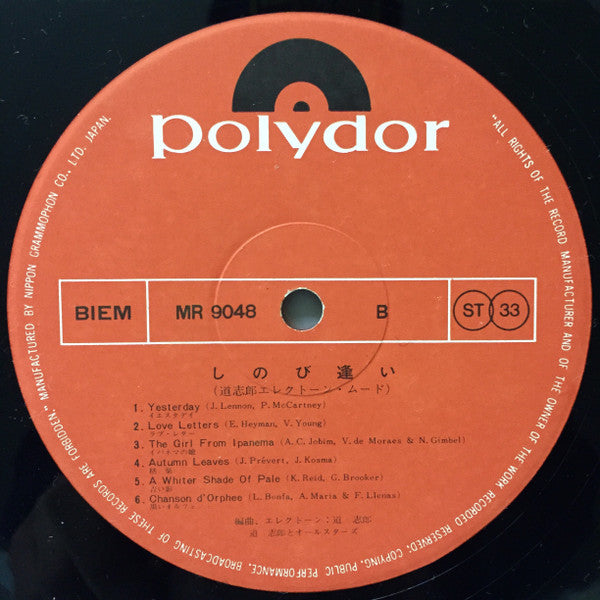 polydor
BIEM
MR 9048
B
ST 33
しのび逢い
(道志郎エレクトーン・ムード)
1. Yesterday (J. Lennon, P. McCartney)
イエスタデイ
2. Love Letters (E. Heyman, V. Young)
ラブ・レター
3. The Girl From Ipanema (A. C. Jobim, V. de Moraes & N. Gimbel)
イパネマの娘
4. Autumn Leaves (J. Prévert, J. Kosma)
枯葉
5. A Whiter Shade Of Pale (K. Reid, G. Brooker)
青い影
6. Chanson d'Orpheo (L. Bonfa, A. Maria & F. Llenas)
黒いオルフェ
編曲、エレクトーン:道 志郎
道 志郎とオールスターズ
"ALL RIGHTS OF THE RECORD MANUFACTURER AND OF THE OWNER OF THE WORK RECORDED RESERVED; COPYING, PUBLIC PERFORMANCE, BROADCASTING OF THESE RECORDS ARE FORBIDDEN." MANUFACTURED BY NIPPON GRAMMOPHON CO., LTD. JAPAN.